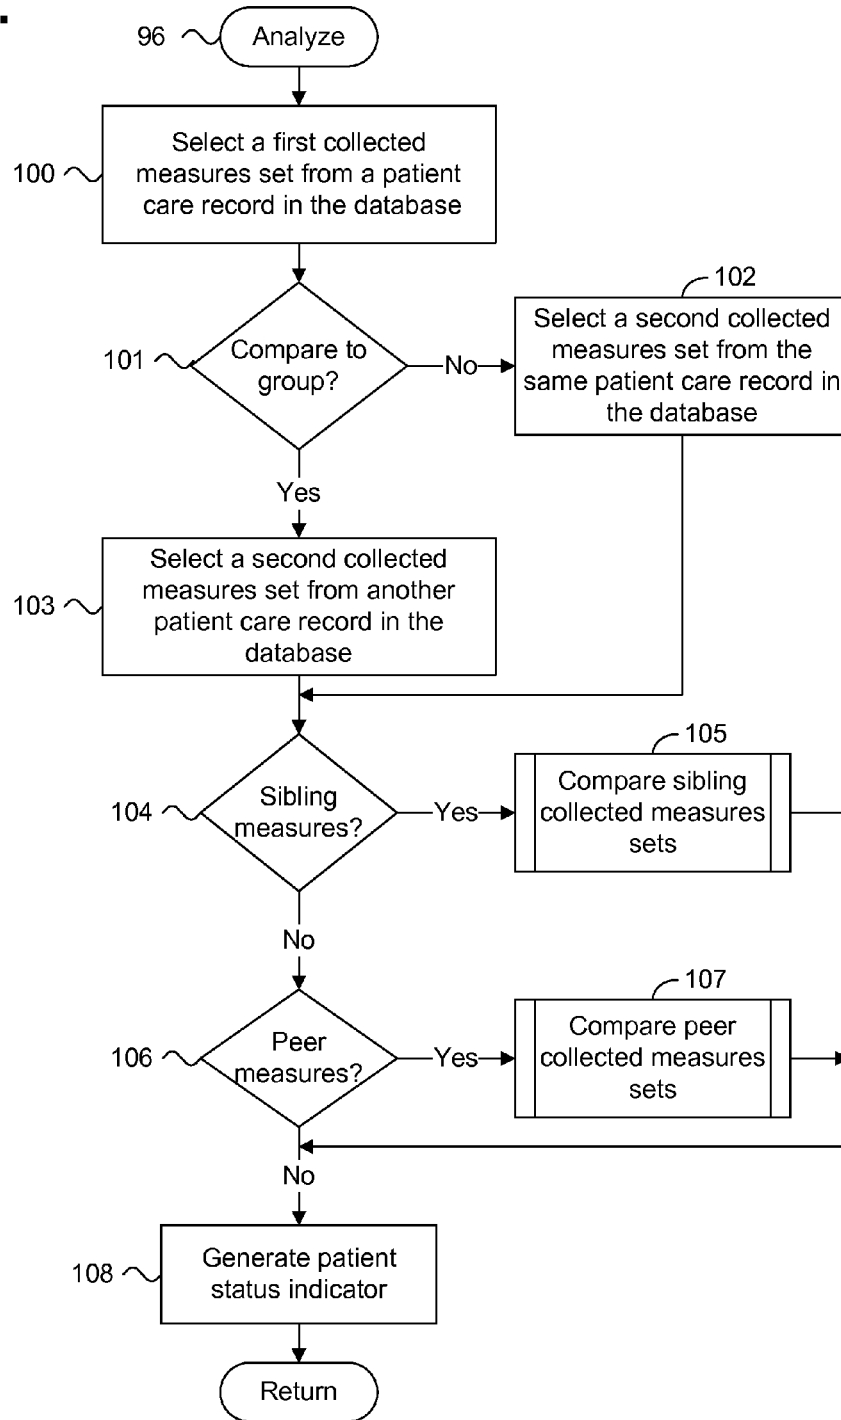 96
Analyze
100
Select a first collected
measures set from a patient
care record in the database
101
Compare to
group?
No
102
Select a second collected
measures set from the
same patient care record in
the database
Yes
103
Select a second collected
measures set from another
patient care record in the
database
104
Sibling
measures?
Yes
105
Compare sibling
collected measures
sets
No
106
Peer
measures?
Yes
107
Compare peer
collected measures
sets
No
108
Generate patient
status indicator
Return